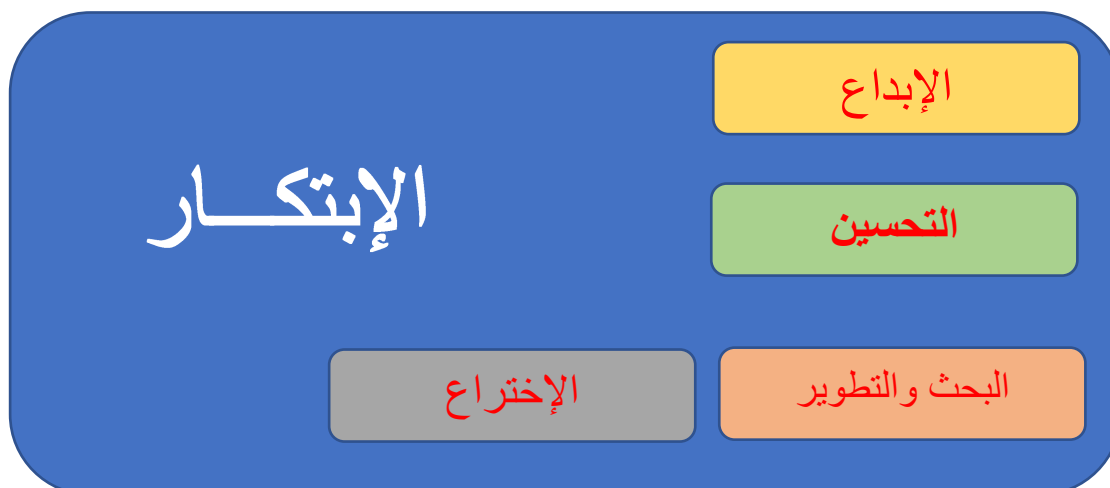 الإبداع
الإبتكـــار
التحسين
البحث والتطوير
الإختراع